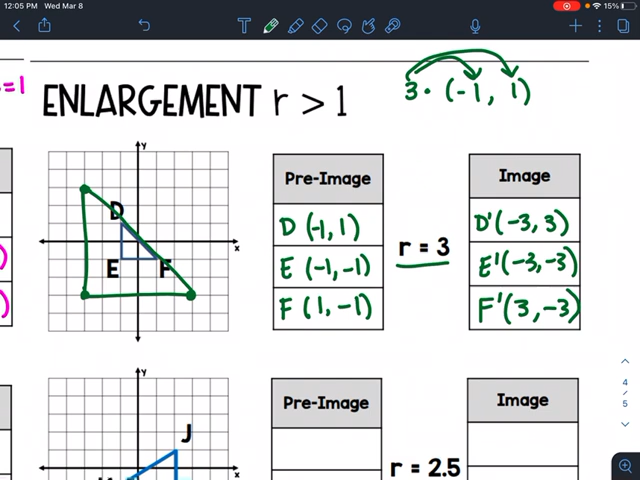 12:05 PM Wed Mar 8
15%
=1
ENLARGEMENT r > 1
3 · (-1, 1)
y
x
D
E
F
Pre-Image
D (-1, 1)
E (-1, -1)
F (1, -1)
r = 3
Image
D'(-3, 3)
E'(-3, -3)
F'(3, -3)
)
)
4
5
y
x
J
Pre-Image
r = 2.5
Image